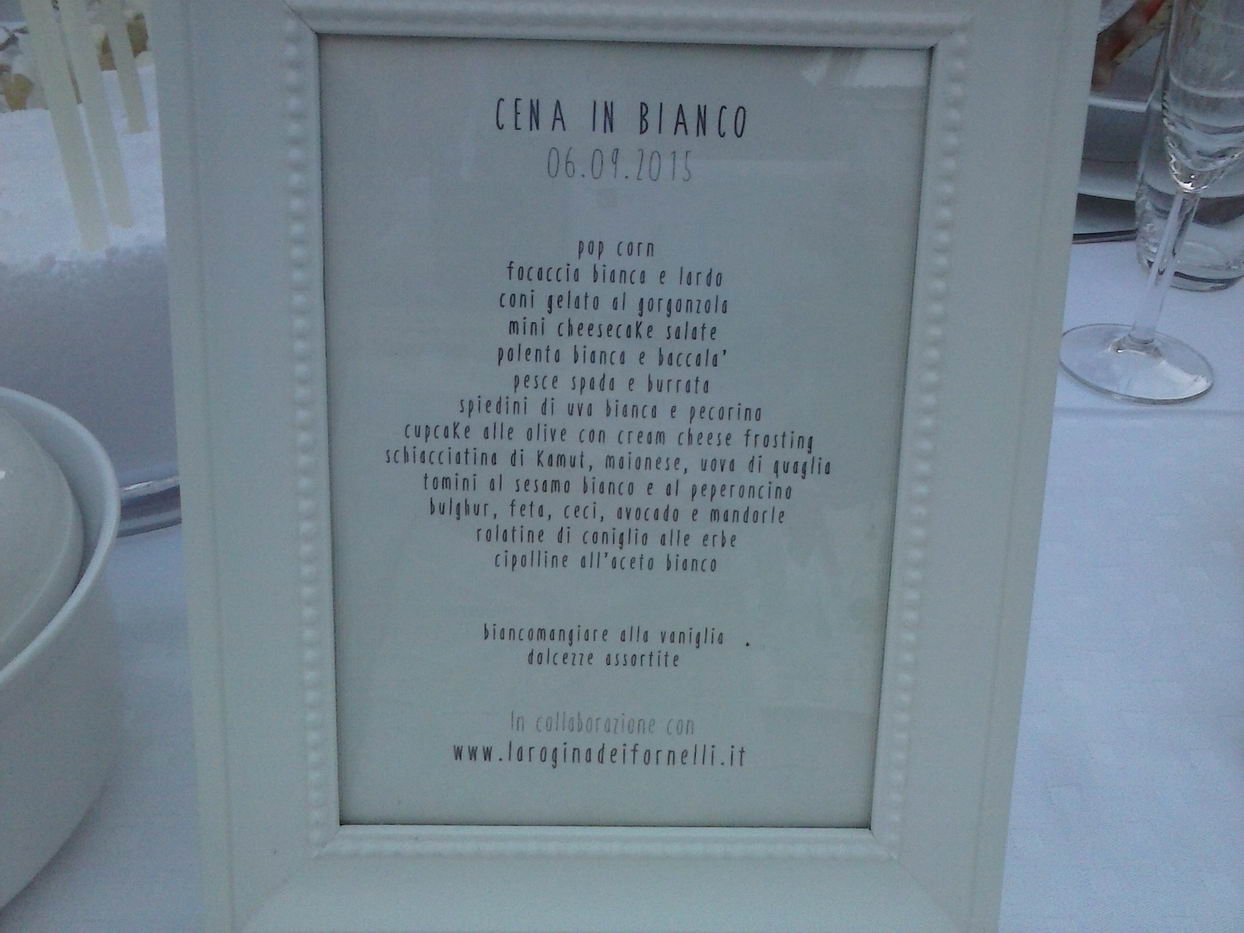 CENA IN BIANCO
06.09.2015
pop corn
focaccia bianca e lardo
coni gelato al gorgonzola
mini cheesecake salate
polenta bianca e baccala'
pesce spada e burrata
spiedini di uva bianca e pecorino
cupcake alle olive con cream cheese frosting
schiacciatina di Kamut, maionese, uova di quaglia
tomini al sesamo bianco e al peperoncino
bulghur, feta, ceci, avocado e mandorle
rolatine di coniglio alle erbe
cipolline all'aceto bianco
biancomangiare alla vaniglia
dolcezze assortite
In collaborazione con
www.laroginadeifornelli.it